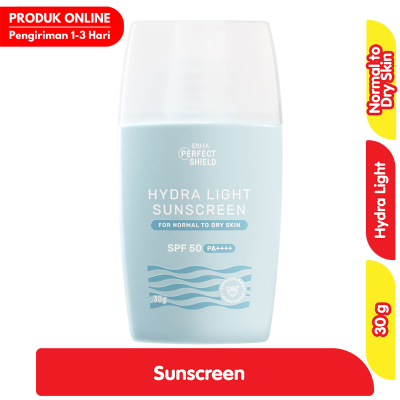 PRODUK ONLINE
Pengiriman 1-3 Hari
ERHA
PERFECT
SHIELD
HYDRA LIGHT
SUNSCREEN
FOR NORMAL TO DRY SKIN
SPF 50 PA++++
30g
Normal to
Dry Skin
Hydra Light
30 g
Sunscreen